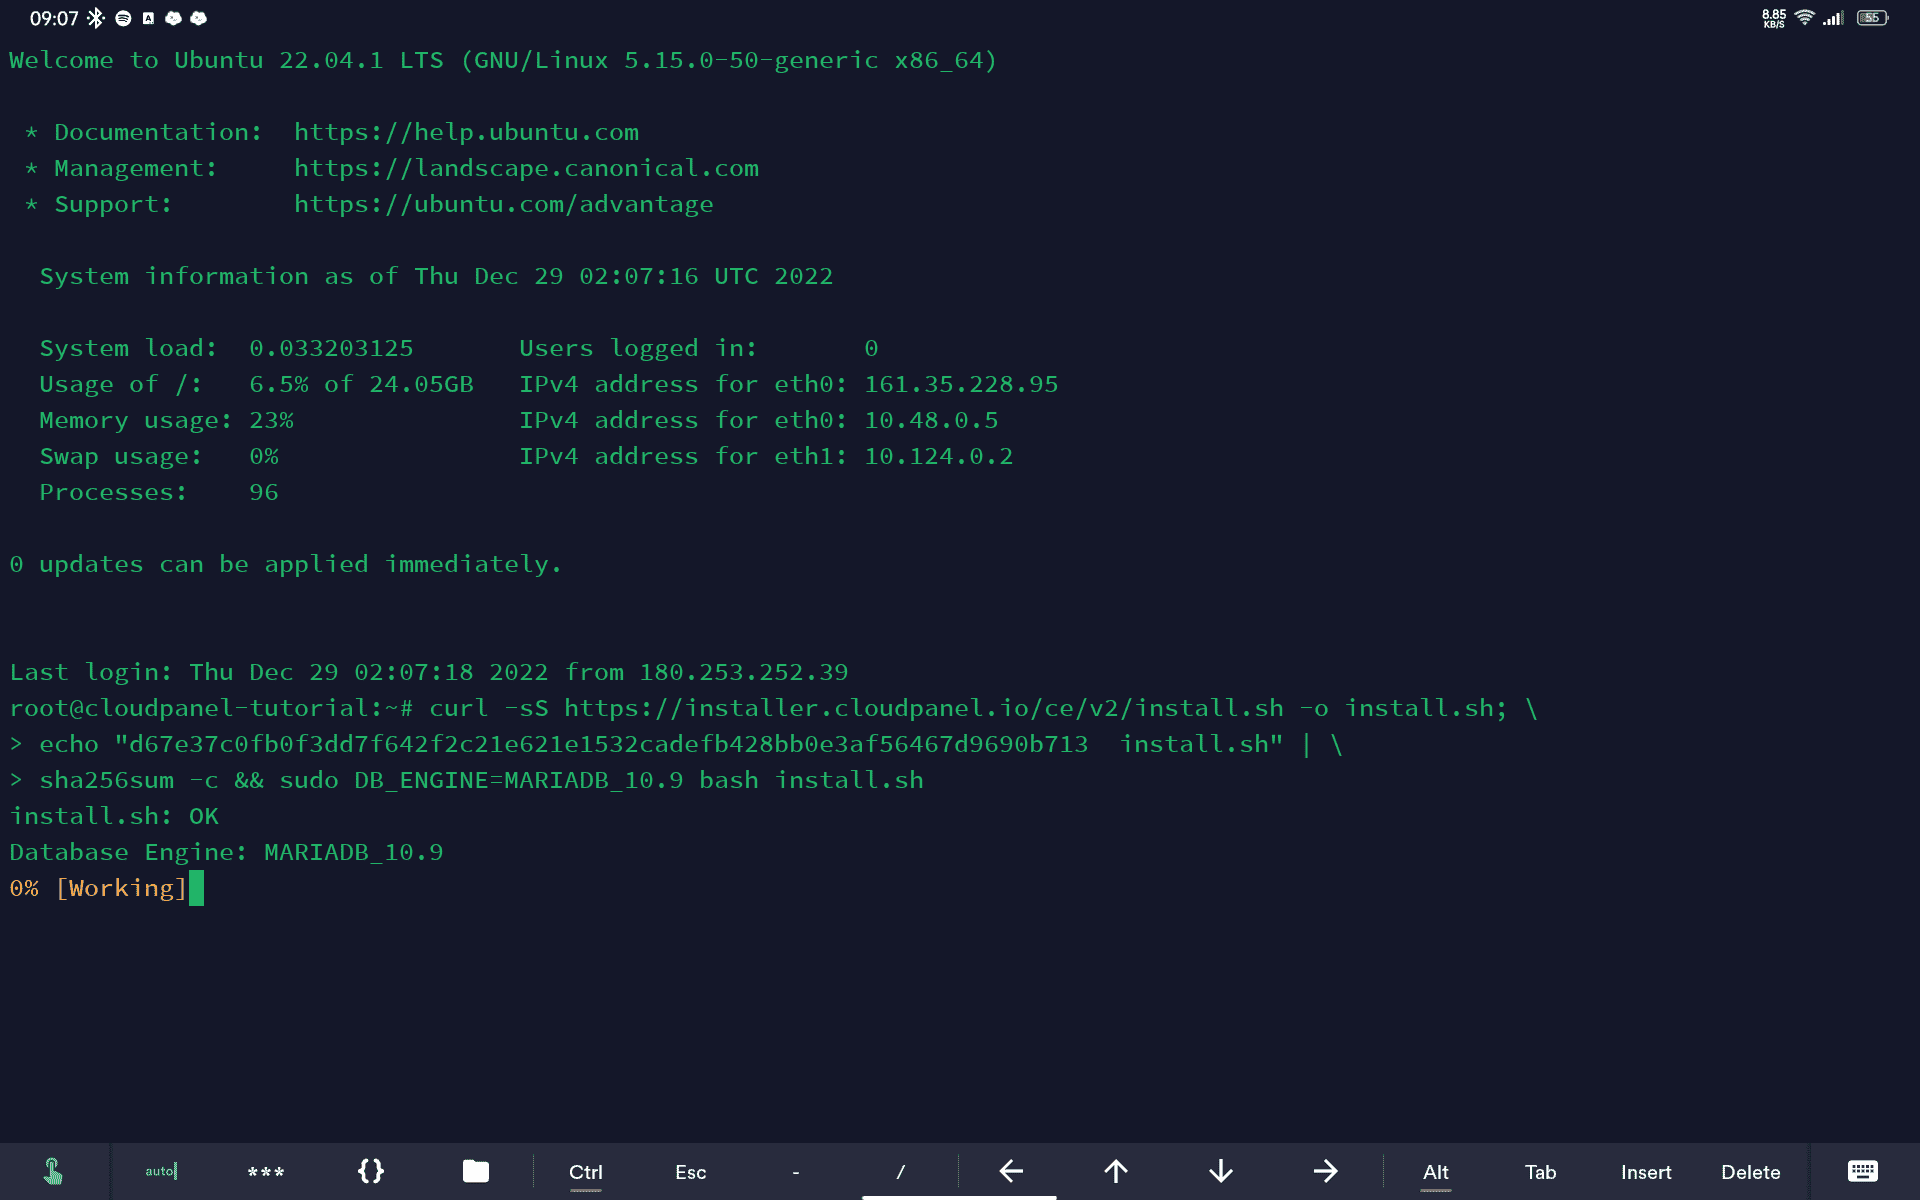 09:07 8.85 KB/S 55
Welcome to Ubuntu 22.04.1 LTS (GNU/Linux 5.15.0-50-generic x86_64)
* Documentation:  https://help.ubuntu.com
* Management:     https://landscape.canonical.com
* Support:        https://ubuntu.com/advantage
System information as of Thu Dec 29 02:07:16 UTC 2022
System load:  0.033203125       Users logged in:       0
Usage of /:   6.5% of 24.05GB   IPv4 address for eth0: 161.35.228.95
Memory usage: 23%               IPv4 address for eth0: 10.48.0.5
Swap usage:   0%                IPv4 address for eth1: 10.124.0.2
Processes:    96
0 updates can be applied immediately.
Last login: Thu Dec 29 02:07:18 2022 from 180.253.252.39
root@cloudpanel-tutorial:~# curl -sS https://installer.cloudpanel.io/ce/v2/install.sh -o install.sh; \
> echo "d67e37c0fb0f3dd7f642f2c21e621e1532cadefb428bb0e3af56467d9690b713  install.sh" | \
> sha256sum -c && sudo DB_ENGINE=MARIADB_10.9 bash install.sh
install.sh: OK
Database Engine: MARIADB_10.9
0% [Working]
auto *** {} Ctrl Esc - / ← ↑ ↓ → Alt Tab Insert Delete